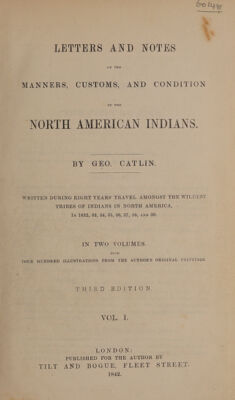 LETTERS AND NOTES
ON THE
MANNERS, CUSTOMS, AND CONDITION
OF THE
NORTH AMERICAN INDIANS.
BY GEO. CATLIN.
WRITTEN DURING EIGHT YEARS' TRAVEL AMONGST THE WILDEST
TRIBES OF INDIANS IN NORTH AMERICA,
In 1832, 33, 34, 35, 36, 37, 38, AND 39.
IN TWO VOLUMES.
WITH
FOUR HUNDRED ILLUSTRATIONS FROM THE AUTHOR'S ORIGINAL PAINTINGS.
THIRD EDITION.
VOL. I.
LONDON:
PUBLISHED FOR THE AUTHOR BY
TILT AND BOGUE, FLEET STREET.
1842.